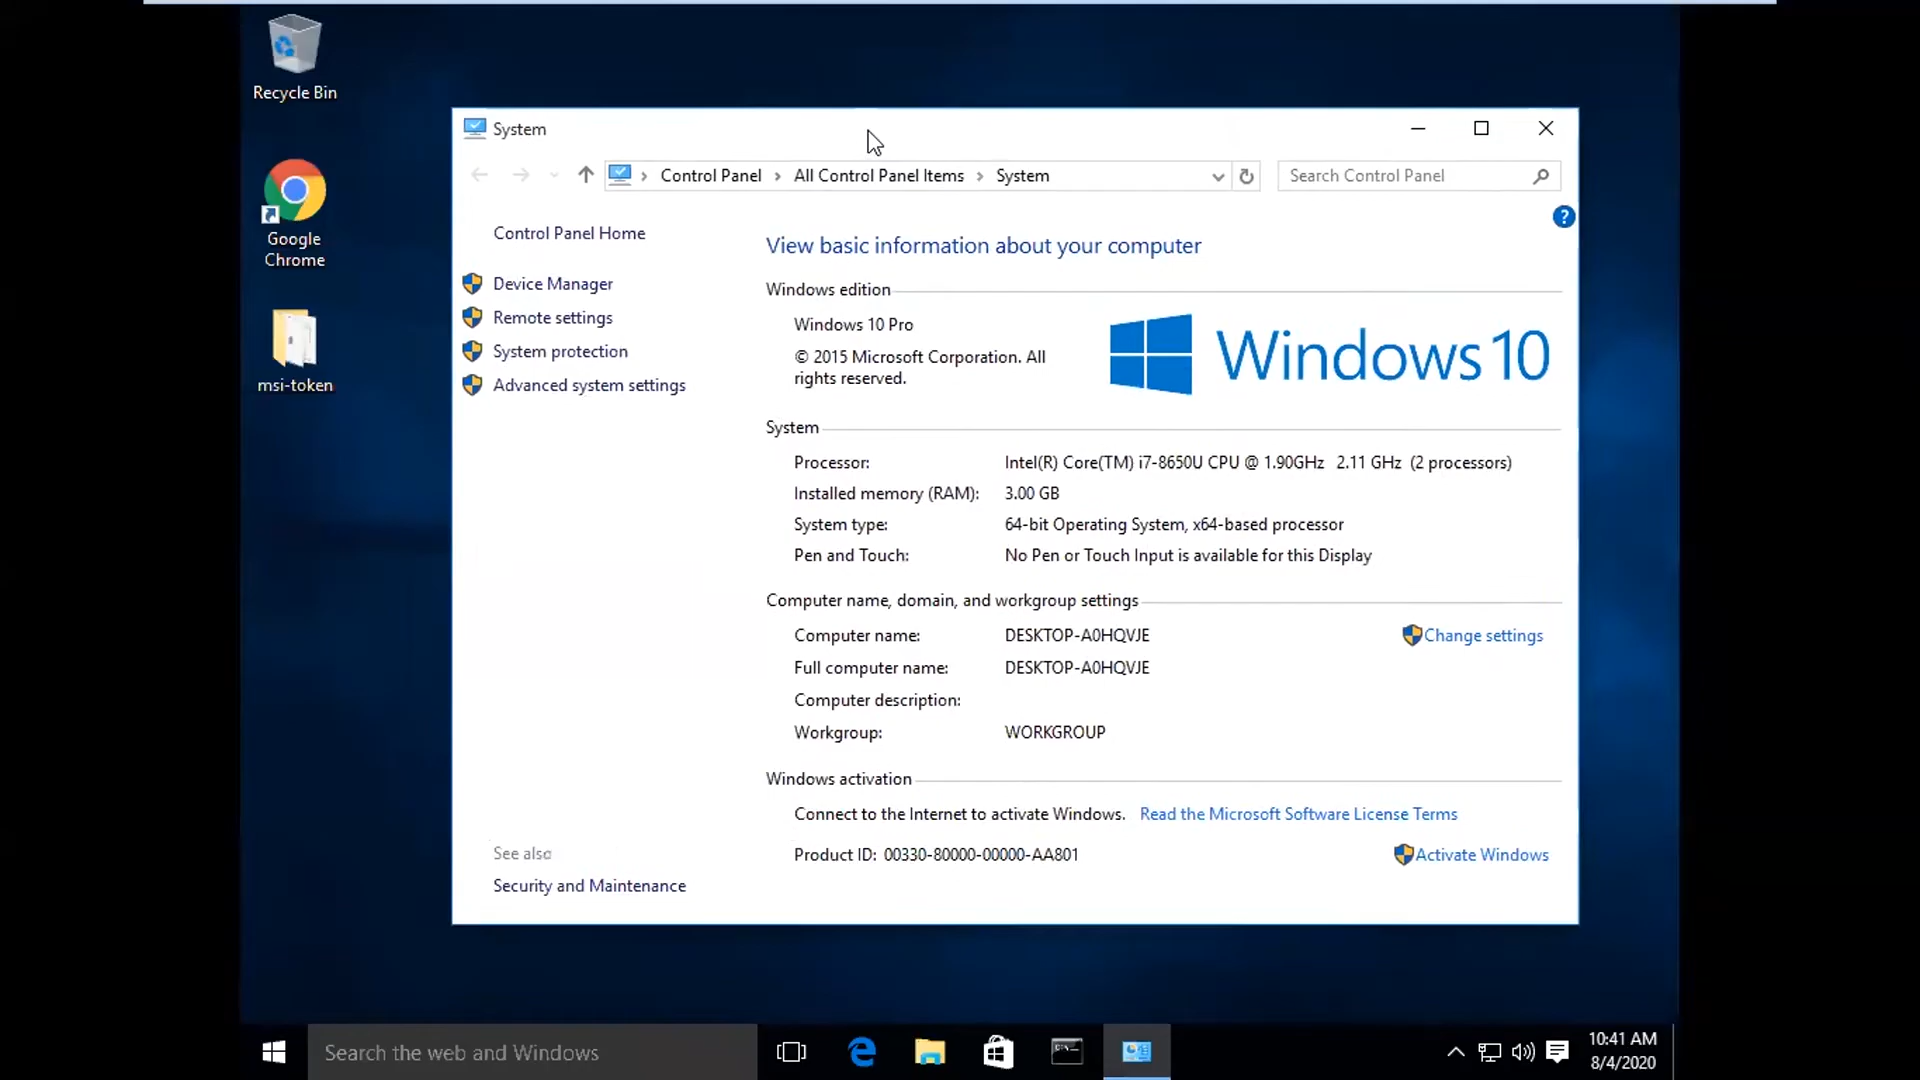 Recycle Bin
Google
Chrome
msi-token
System
Control Panel
All Control Panel Items
System
Search Control Panel
?
Control Panel Home
Device Manager
Remote settings
System protection
Advanced system settings
See also
Security and Maintenance
View basic information about your computer
Windows edition
Windows 10 Pro
© 2015 Microsoft Corporation. All
rights reserved.
Windows 10
System
Processor: Intel(R) Core(TM) i7-8650U CPU @ 1.90GHz 2.11 GHz (2 processors)
Installed memory (RAM): 3.00 GB
System type: 64-bit Operating System, x64-based processor
Pen and Touch: No Pen or Touch Input is available for this Display
Computer name, domain, and workgroup settings
Computer name: DESKTOP-A0HQVJE
Change settings
Full computer name: DESKTOP-A0HQVJE
Computer description:
Workgroup: WORKGROUP
Windows activation
Connect to the Internet to activate Windows. Read the Microsoft Software License Terms
Product ID: 00330-80000-00000-AA801
Activate Windows
Search the web and Windows
10:41 AM
8/4/2020